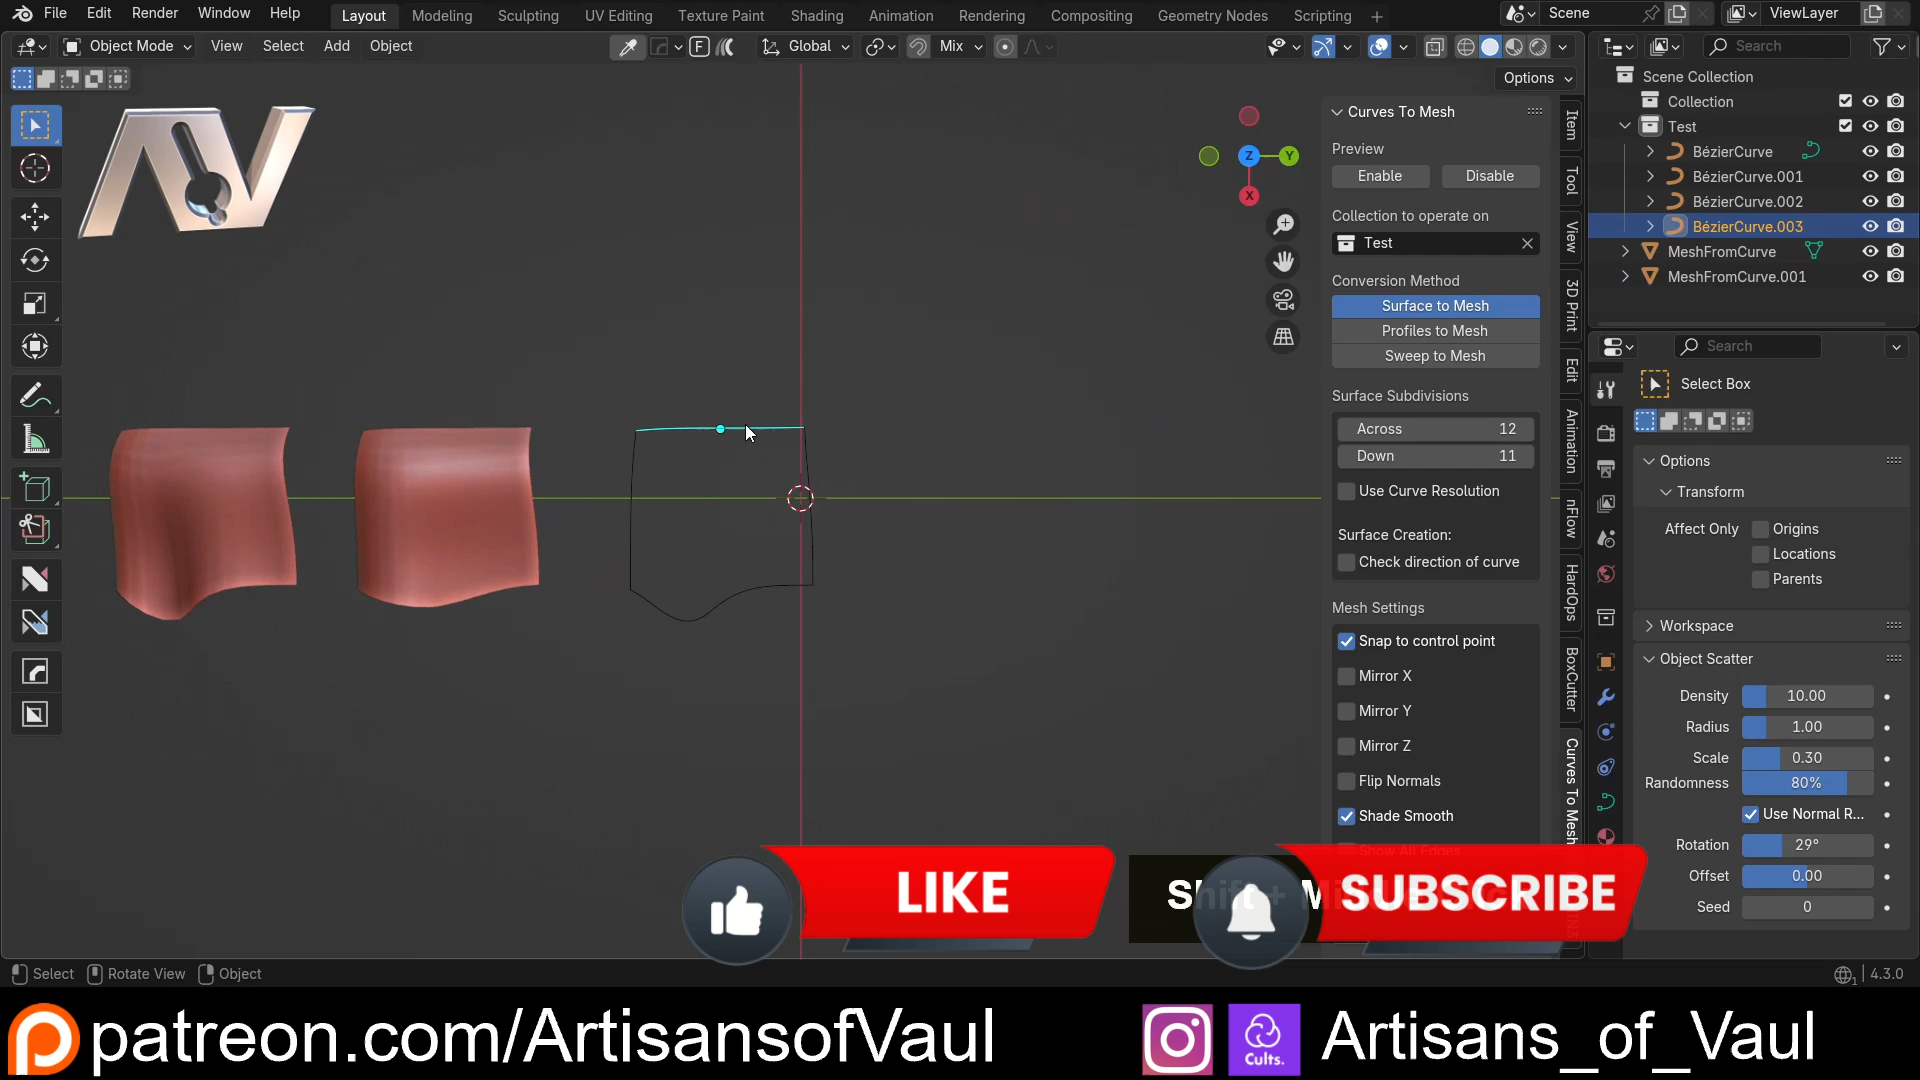 File Edit Render Window Help Layout Modeling Sculpting UV Editing Texture Paint Shading Animation Rendering Compositing Geometry Nodes Scripting + Scene ViewLayer
Object Mode View Select Add Object F Global Mix Search
Options
AV
Scene Collection
Collection
Test
BézierCurve
BézierCurve.001
BézierCurve.002
BézierCurve.003
MeshFromCurve
MeshFromCurve.001
X
Y
Z
Curves To Mesh
Preview
Enable Disable
Collection to operate on
Test
Conversion Method
Surface to Mesh
Profiles to Mesh
Sweep to Mesh
Surface Subdivisions
Across 12
Down 11
Use Curve Resolution
Surface Creation:
Check direction of curve
Mesh Settings
Snap to control point
Mirror X
Mirror Y
Mirror Z
Flip Normals
Shade Smooth
Show All Edges
Item
Tool
View
3D Print
Edit
Animation
nFlow
HardOps
BoxCutter
Curves To Mesh
Search
Select Box
Options
Transform
Affect Only Origins
Locations
Parents
Workspace
Object Scatter
Density 10.00
Radius 1.00
Scale 0.30
Randomness 80%
Use Normal R...
Rotation 29°
Offset 0.00
Seed 0
LIKE
SUBSCRIBE
Select Rotate View Object 4.3.0
patreon.com/ArtisansofVaul
Cults.
Artisans_of_Vaul